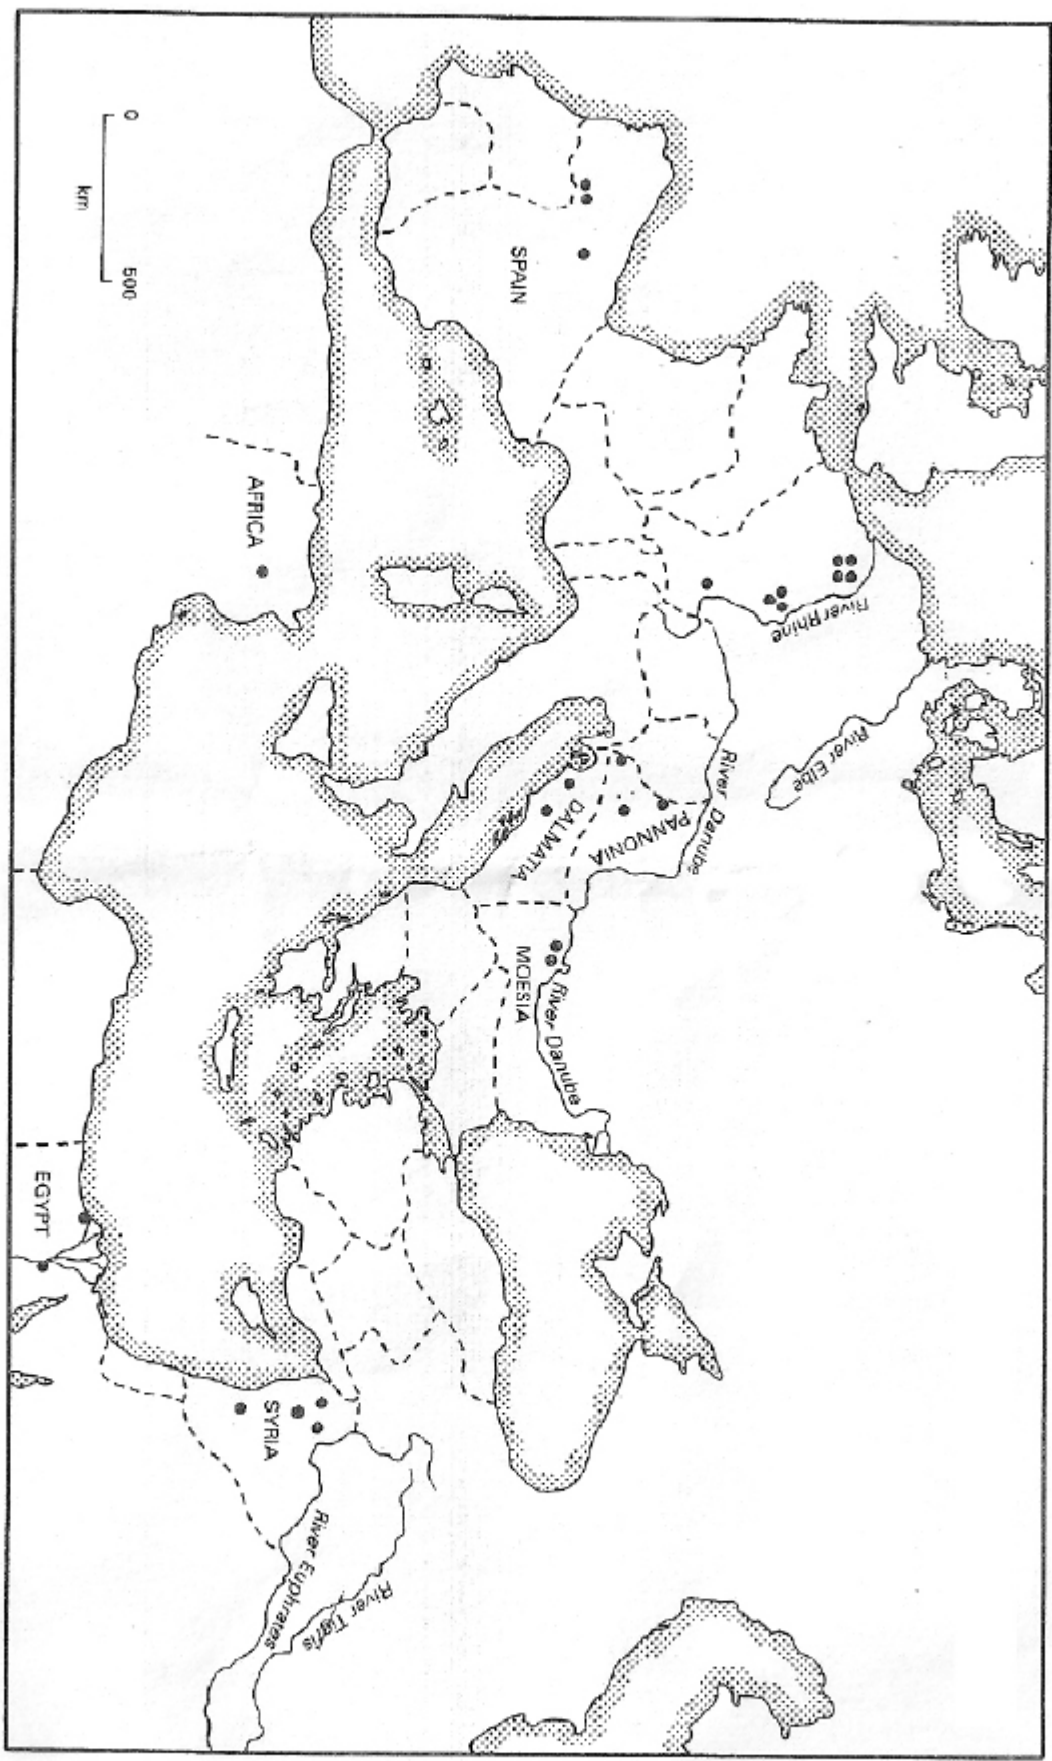 River Rhine
River Elbe
River Danube
PANNONIA
DALMATIA
MOESIA
River Danube
SPAIN
AFRICA
0
500
km
EGYPT
SYRIA
River Euphrates
River Tigris